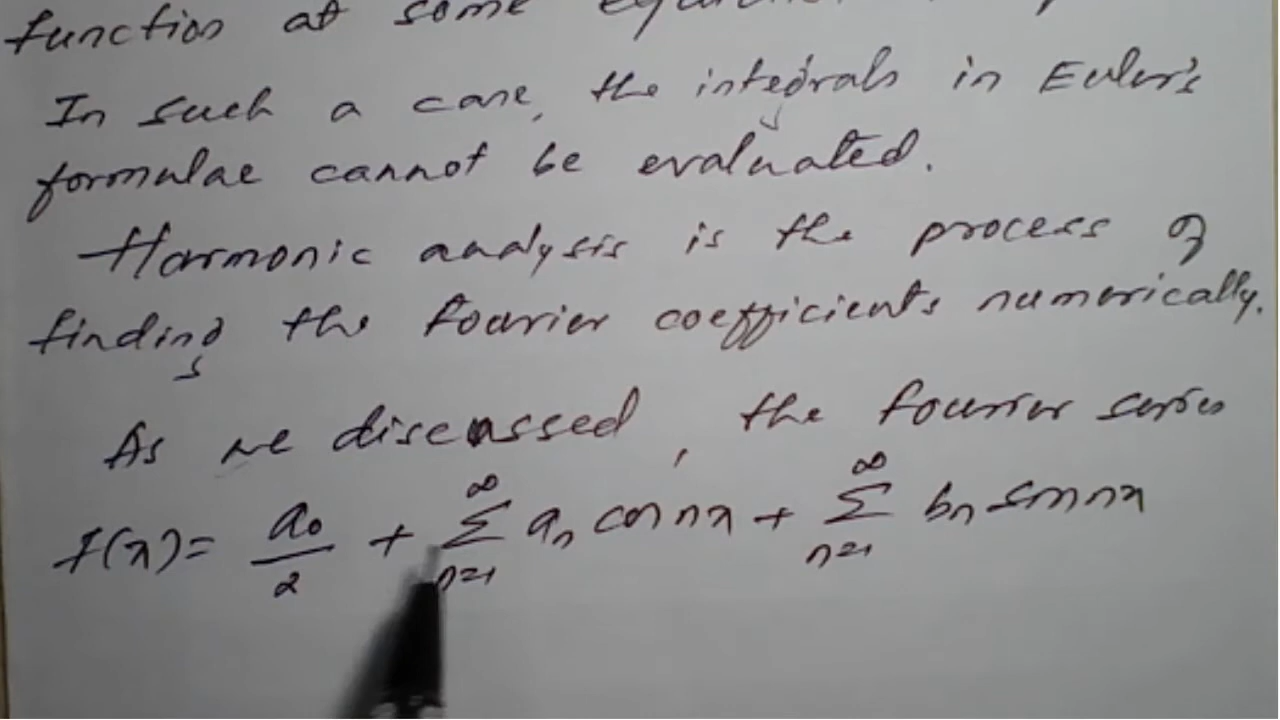 function at some
In such a case, the integrals in Euler's
formulae cannot be evaluated.
Harmonic analysis is the process of
finding the fourier coefficients numerically.
As we discussed, the fourier series
f(x) = a₀/2 + ∞ Σ n=1 aₙ cos nx + ∞ Σ n=1 bₙ sin nx